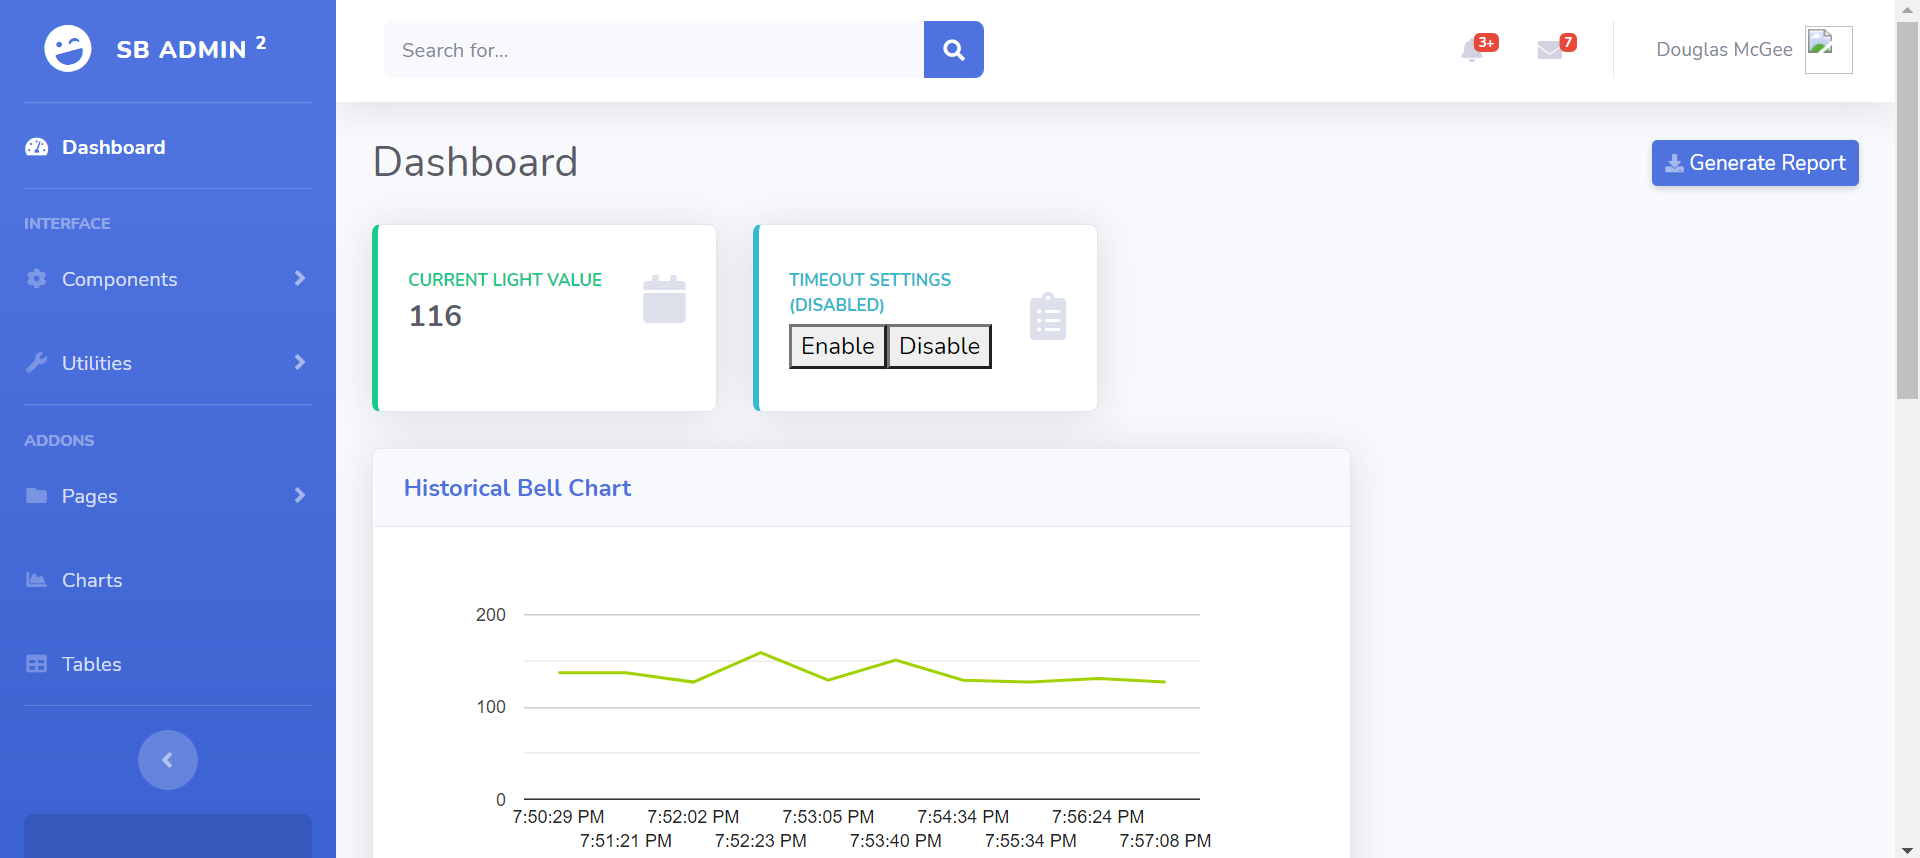 SB ADMIN 2
Search for...
3+
7
Douglas McGee
Dashboard
INTERFACE
Components
Utilities
ADDONS
Pages
Charts
Tables
Dashboard
Generate Report
CURRENT LIGHT VALUE
116
TIMEOUT SETTINGS
(DISABLED)
Enable Disable
Historical Bell Chart
200
100
0
7:50:29 PM 7:52:02 PM 7:53:05 PM 7:54:34 PM 7:56:24 PM
7:51:21 PM 7:52:23 PM 7:53:40 PM 7:55:34 PM 7:57:08 PM